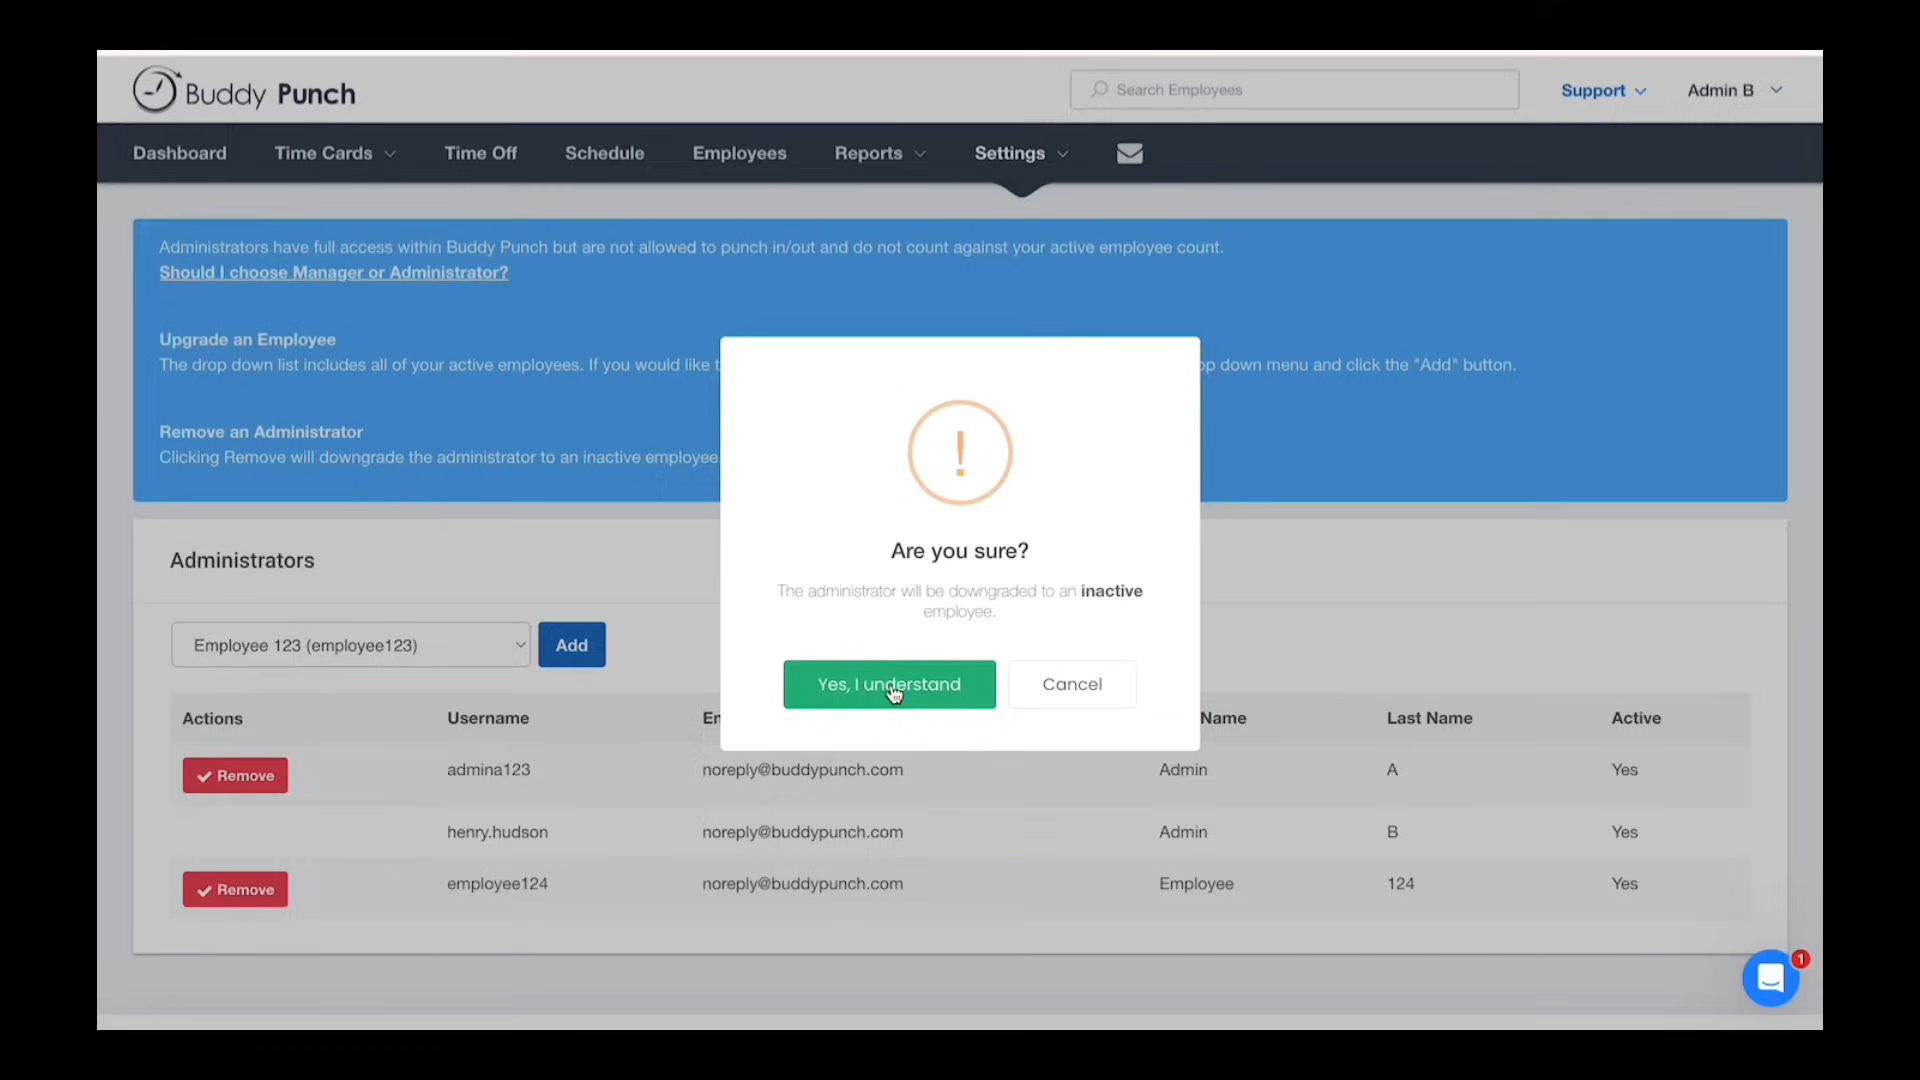 Buddy Punch
Search Employees
Support
Admin B
Dashboard
Time Cards
Time Off
Schedule
Employees
Reports
Settings
Administrators have full access within Buddy Punch but are not allowed to punch in/out and do not count against your active employee count.
Should I choose Manager or Administrator?
Upgrade an Employee
The drop down list includes all of your active employees. If you would like
down menu and click the "Add" button.
Remove an Administrator
Clicking Remove will downgrade the administrator to an inactive employee
!
Are you sure?
The administrator will be downgraded to an inactive
employee.
Yes, I understand
Cancel
Administrators
Employee 123 (employee123)
Add
Actions
Username
Name
Last Name
Active
Remove
admina123
noreply@buddypunch.com
Admin
A
Yes
henry.hudson
noreply@buddypunch.com
Admin
B
Yes
Remove
employee124
noreply@buddypunch.com
Employee
124
Yes
1